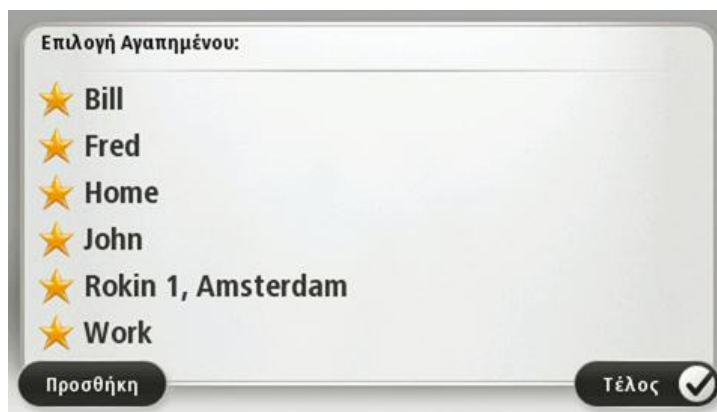 Επιλογή Αγαπημένου:
Bill
Fred
Home
John
Rokin 1, Amsterdam
Work
Προσθήκη
Τέλος